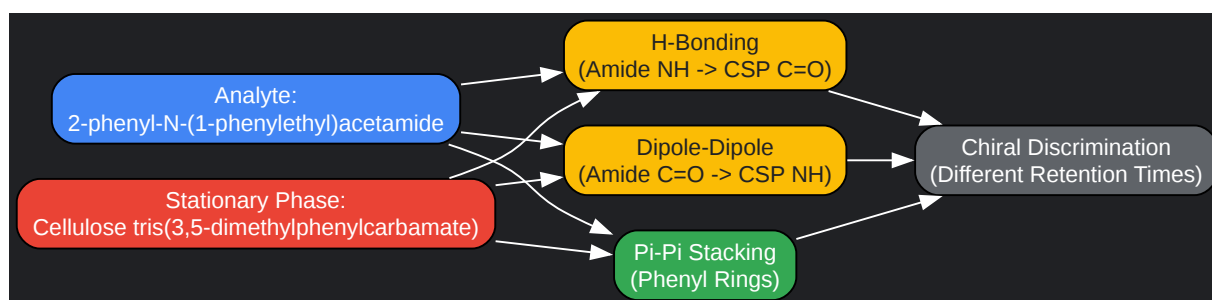 Analyte:
2-phenyl-N-(1-phenylethyl)acetamide
Stationary Phase:
Cellulose tris(3,5-dimethylphenylcarbamate)
H-Bonding
(Amide NH -> CSP C=O)
Dipole-Dipole
(Amide C=O -> CSP NH)
Pi-Pi Stacking
(Phenyl Rings)
Chiral Discrimination
(Different Retention Times)